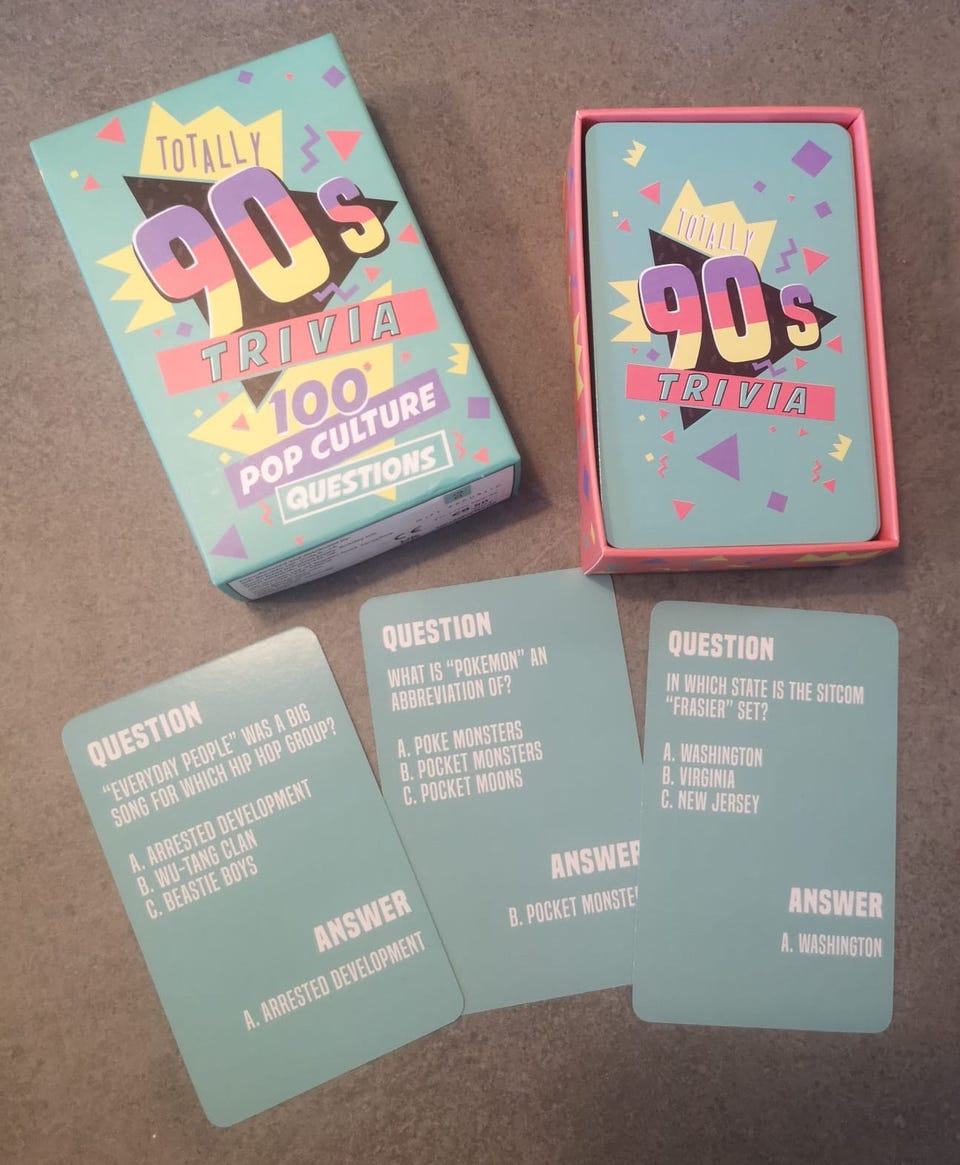 TOTALLY
90s
TRIVIA
100
POP CULTURE
QUESTIONS
TOTALLY
90s
TRIVIA
QUESTION
"EVERYDAY PEOPLE" WAS A BIG
SONG FOR WHICH HIP HOP GROUP?
A. ARRESTED DEVELOPMENT
B. WU-TANG CLAN
C. BEASTIE BOYS
ANSWER
A. ARRESTED DEVELOPMENT
QUESTION
WHAT IS "POKEMON" AN
ABBREVIATION OF?
A. POKE MONSTERS
B. POCKET MONSTERS
C. POCKET MOONS
ANSWER
B. POCKET MONSTE
QUESTION
IN WHICH STATE IS THE SITCOM
"FRASIER" SET?
A. WASHINGTON
B. VIRGINIA
C. NEW JERSEY
ANSWER
A. WASHINGTON